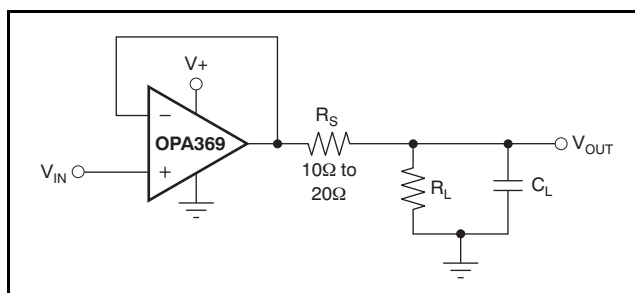 V+
−
OPA369
+
V_IN
R_S
10Ω to
20Ω
R_L
C_L
V_OUT